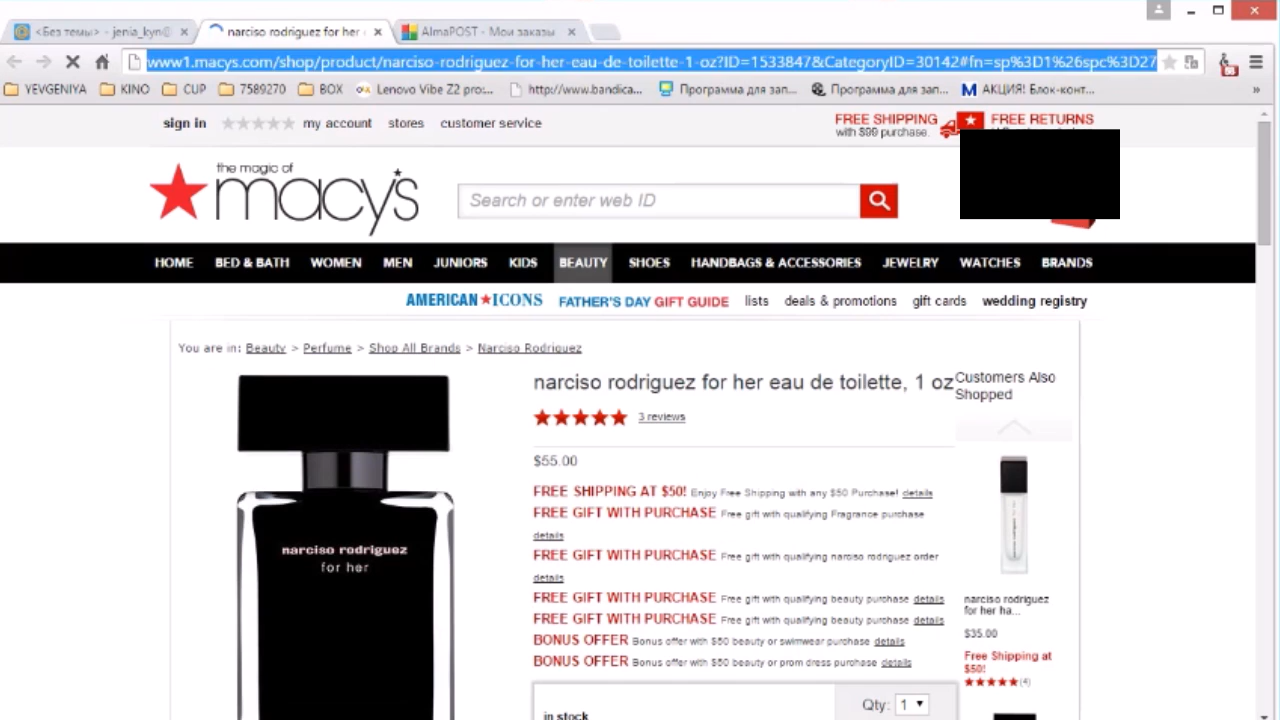 <Без темы> - jenia_kyn@
narciso rodriguez for her
AlmaPOST - Мои заказы
www1.macys.com/shop/product/narciso-rodriguez-for-her-eau-de-toilette-1-oz?ID=1533847&CategoryID=30142#fn=sp%3D1%26spc%3D27
YEVGENIYA KINO CUP 7589270 BOX Lenovo Vibe Z2 pro:... http://www.bandica... Программа для зап... Программа для зап... АКЦИЯ! Блок-конт... »
sign in my account stores customer service
FREE SHIPPING
with $99 purchase.
FREE RETURNS
the magic of
macy's
Search or enter web ID
HOME BED & BATH WOMEN MEN JUNIORS KIDS BEAUTY SHOES HANDBAGS & ACCESSORIES JEWELRY WATCHES BRANDS
AMERICAN ICONS FATHER'S DAY GIFT GUIDE lists deals & promotions gift cards wedding registry
You are in: Beauty > Perfume > Shop All Brands > Narciso Rodriguez
narciso rodriguez for her eau de toilette, 1 oz
3 reviews
$55.00
FREE SHIPPING AT $50! Enjoy Free Shipping with any $50 Purchase! details
FREE GIFT WITH PURCHASE Free gift with qualifying Fragrance purchase
details
FREE GIFT WITH PURCHASE Free gift with qualifying narciso rodriguez order
details
FREE GIFT WITH PURCHASE Free gift with qualifying beauty purchase details
FREE GIFT WITH PURCHASE Free gift with qualifying beauty purchase details
BONUS OFFER Bonus offer with $50 beauty or swimwear purchase details
BONUS OFFER Bonus offer with $50 beauty or prom dress purchase details
in stock
Qty: 1
narciso rodriguez
for her
Customers Also
Shopped
narciso rodriguez
for her ha...
$35.00
Free Shipping at
$50!
(4)